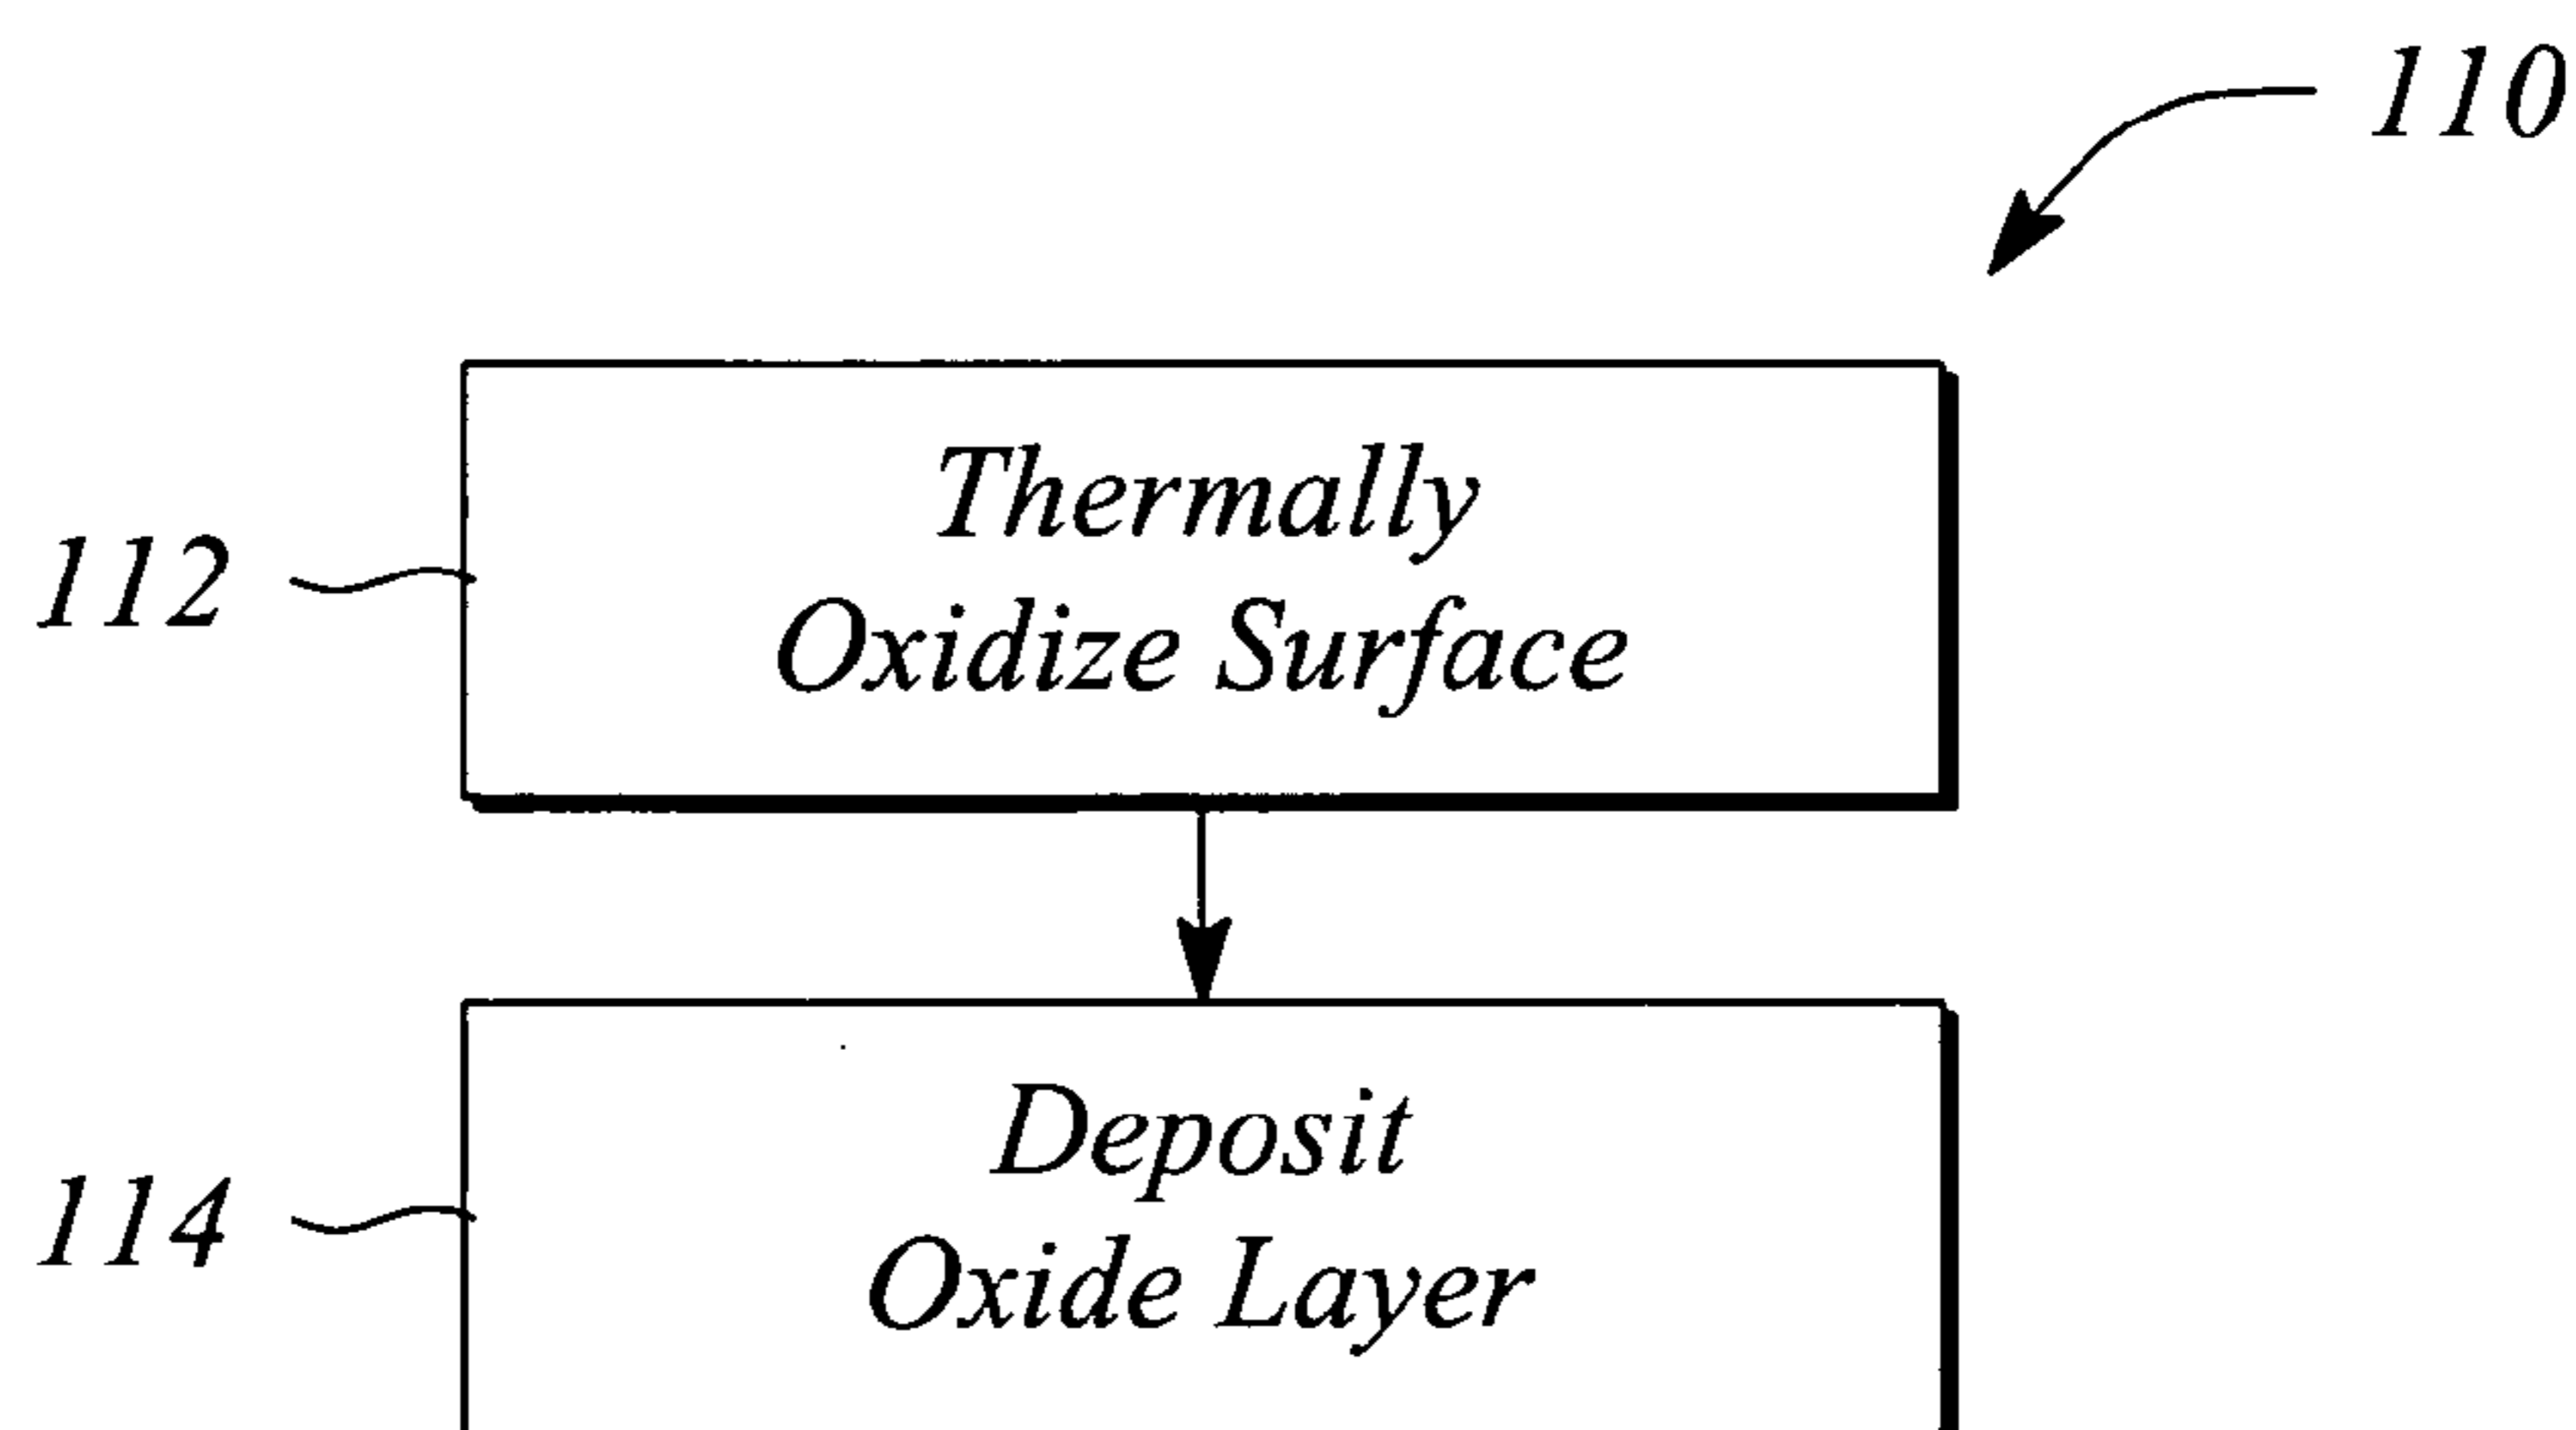 110
112
Thermally
Oxidize Surface
114
Deposit
Oxide Layer